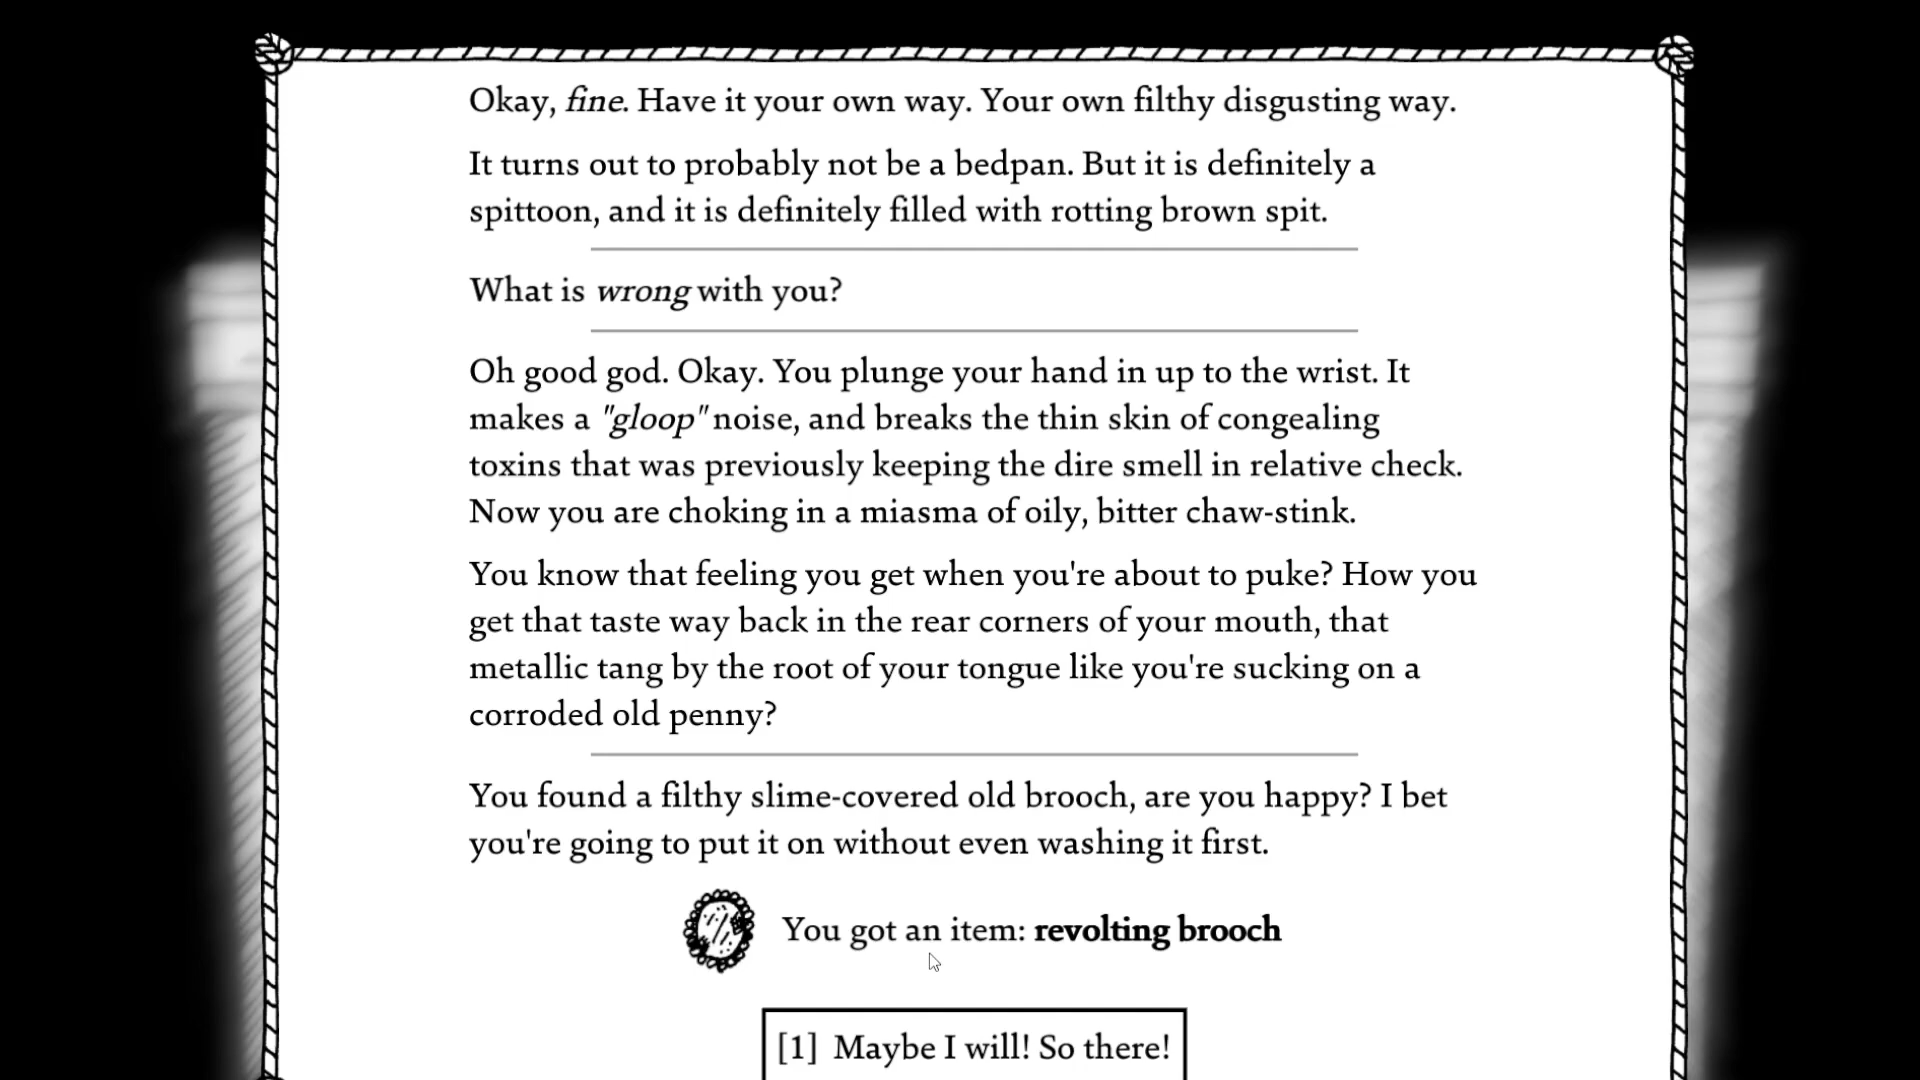 Okay, fine. Have it your own way. Your own filthy disgusting way.
It turns out to probably not be a bedpan. But it is definitely a
spittoon, and it is definitely filled with rotting brown spit.
What is wrong with you?
Oh good god. Okay. You plunge your hand in up to the wrist. It
makes a "gloop" noise, and breaks the thin skin of congealing
toxins that was previously keeping the dire smell in relative check.
Now you are choking in a miasma of oily, bitter chaw-stink.
You know that feeling you get when you're about to puke? How you
get that taste way back in the rear corners of your mouth, that
metallic tang by the root of your tongue like you're sucking on a
corroded old penny?
You found a filthy slime-covered old brooch, are you happy? I bet
you're going to put it on without even washing it first.
You got an item: revolting brooch
[1] Maybe I will! So there!